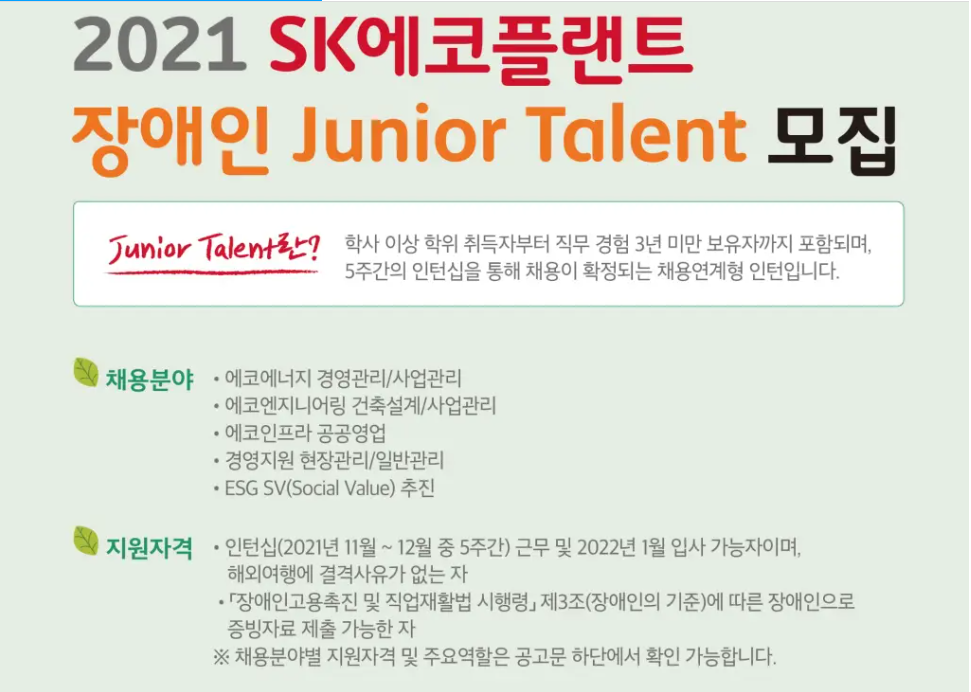 2021 SK에코플랜트
장애인 Junior Talent 모집
Junior Talent란?
학사 이상 학위 취득자부터 직무 경험 3년 미만 보유자까지 포함되며,
5주간의 인턴십을 통해 채용이 확정되는 채용연계형 인턴입니다.
채용분야
• 에코에너지 경영관리/사업관리
• 에코엔지니어링 건축설계/사업관리
• 에코인프라 공공영업
• 경영지원 현장관리/일반관리
• ESG SV(Social Value) 추진
지원자격
• 인턴십(2021년 11월 ~ 12월 중 5주간) 근무 및 2022년 1월 입사 가능자이며,
해외여행에 결격사유가 없는 자
• 「장애인고용촉진 및 직업재활법 시행령」 제3조(장애인의 기준)에 따른 장애인으로
증빙자료 제출 가능한 자
※ 채용분야별 지원자격 및 주요역할은 공고문 하단에서 확인 가능합니다.